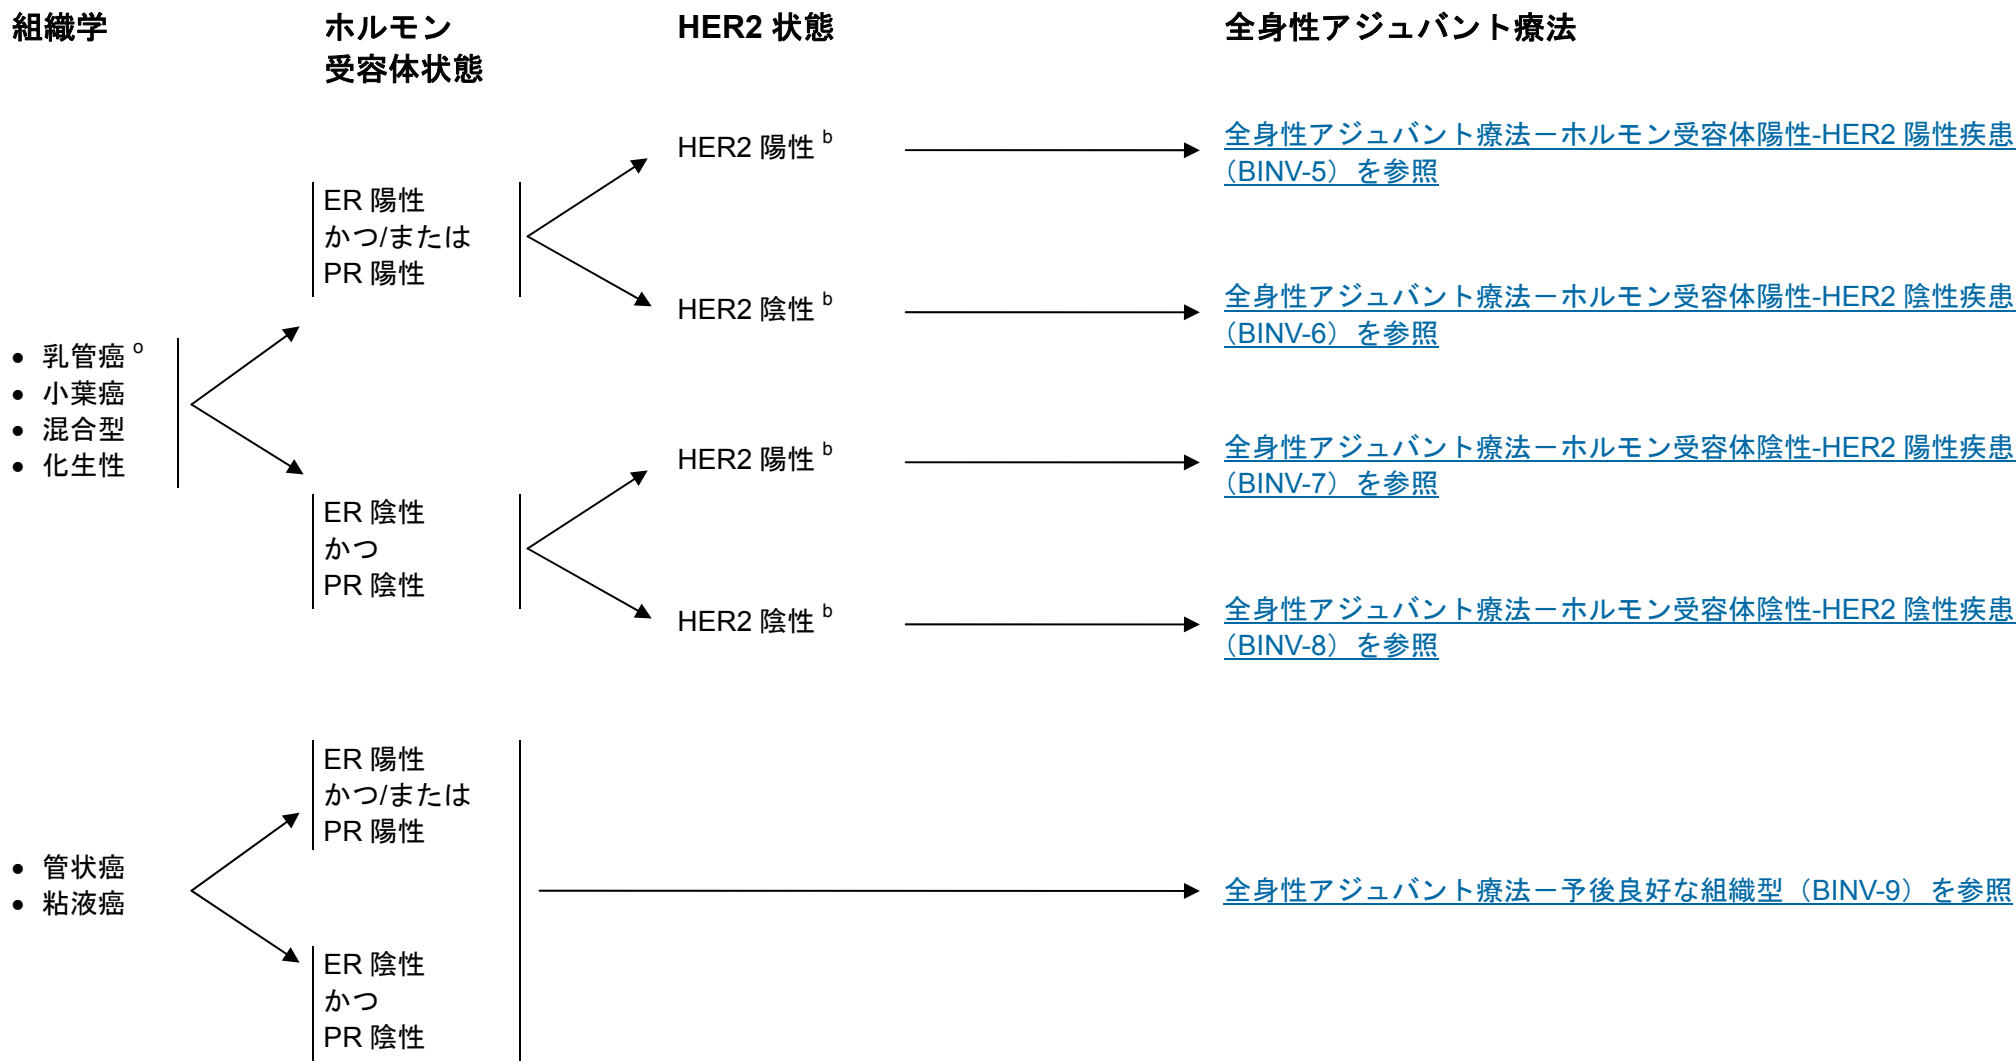 組織学
ホルモン
受容体状態
HER2 状態
全身性アジュバント療法
HER2 陽性 b
全身性アジュバント療法－ホルモン受容体陽性-HER2 陽性疾患
（BINV-5）を参照
ER 陽性
かつ/または
PR 陽性
HER2 陰性 b
全身性アジュバント療法－ホルモン受容体陽性-HER2 陰性疾患
（BINV-6）を参照
• 乳管癌 o
• 小葉癌
• 混合型
• 化生性
HER2 陽性 b
全身性アジュバント療法－ホルモン受容体陰性-HER2 陽性疾患
（BINV-7）を参照
ER 陰性
かつ
PR 陰性
HER2 陰性 b
全身性アジュバント療法－ホルモン受容体陰性-HER2 陰性疾患
（BINV-8）を参照
ER 陽性
かつ/または
PR 陽性
• 管状癌
• 粘液癌
全身性アジュバント療法－予後良好な組織型（BINV-9）を参照
ER 陰性
かつ
PR 陰性